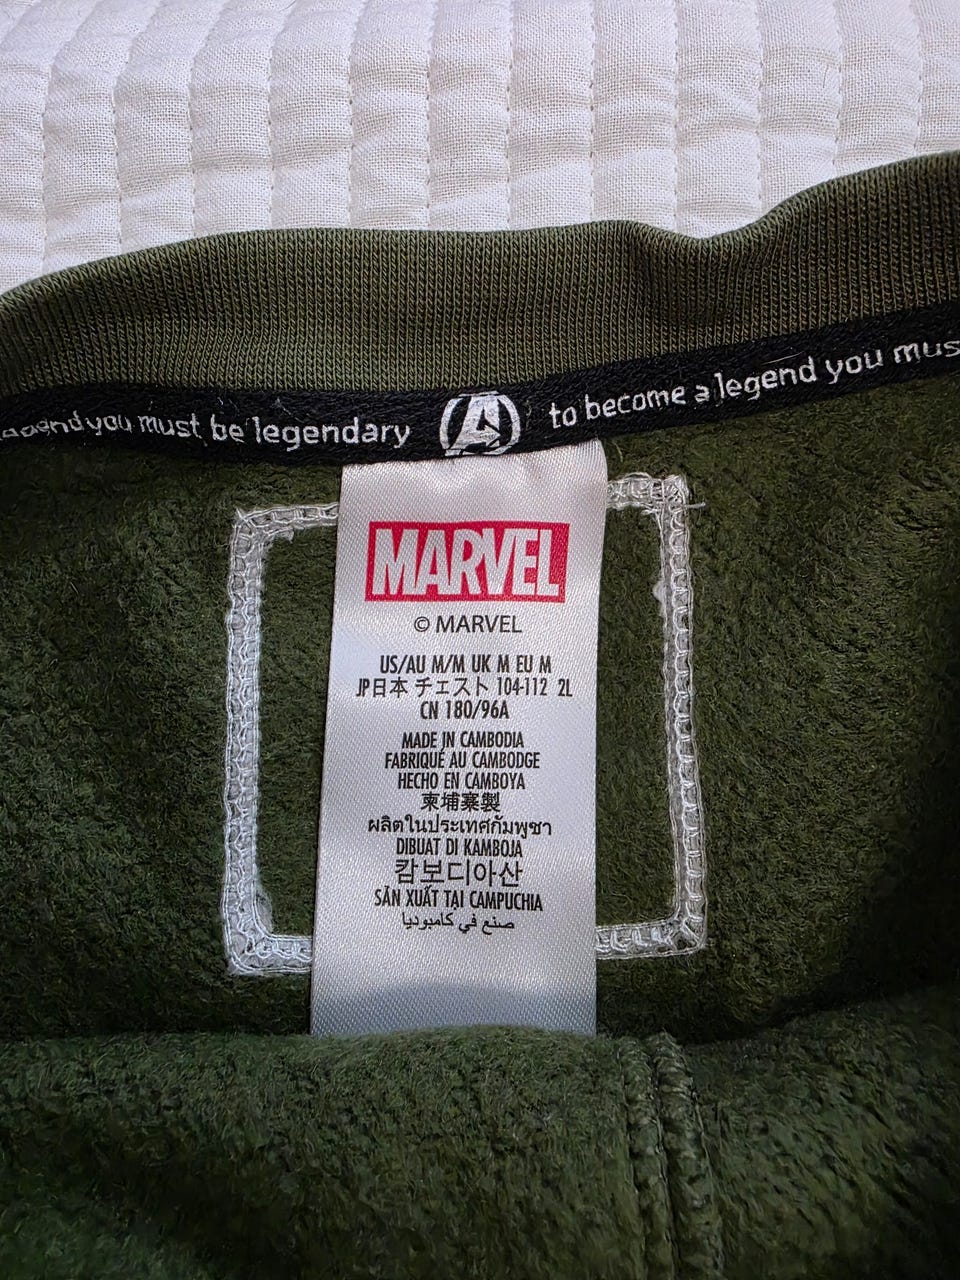 you must be legendary A to become a legend you
MARVEL
© MARVEL
US/AU M/M UK M EU M
JP日本 チェスト 104-112 2L
CN 180/96A
MADE IN CAMBODIA
FABRIQUÉ AU CAMBODGE
HECHO EN CAMBOYA
柬埔寨製
ผลิตในประเทศกัมพูชา
DIBUAT DI KAMBOJA
캄보디아산
SẢN XUẤT TẠI CAMPUCHIA
صنع في كامبوديا